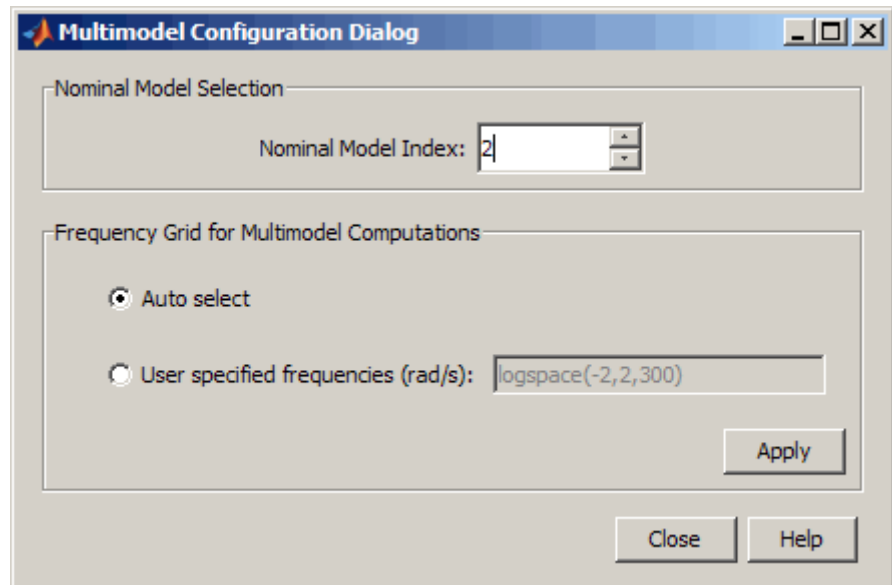 Multimodel Configuration Dialog
Nominal Model Selection
Nominal Model Index: 2
Frequency Grid for Multimodel Computations
Auto select
User specified frequencies (rad/s): logspace(-2,2,300)
Apply
Close Help